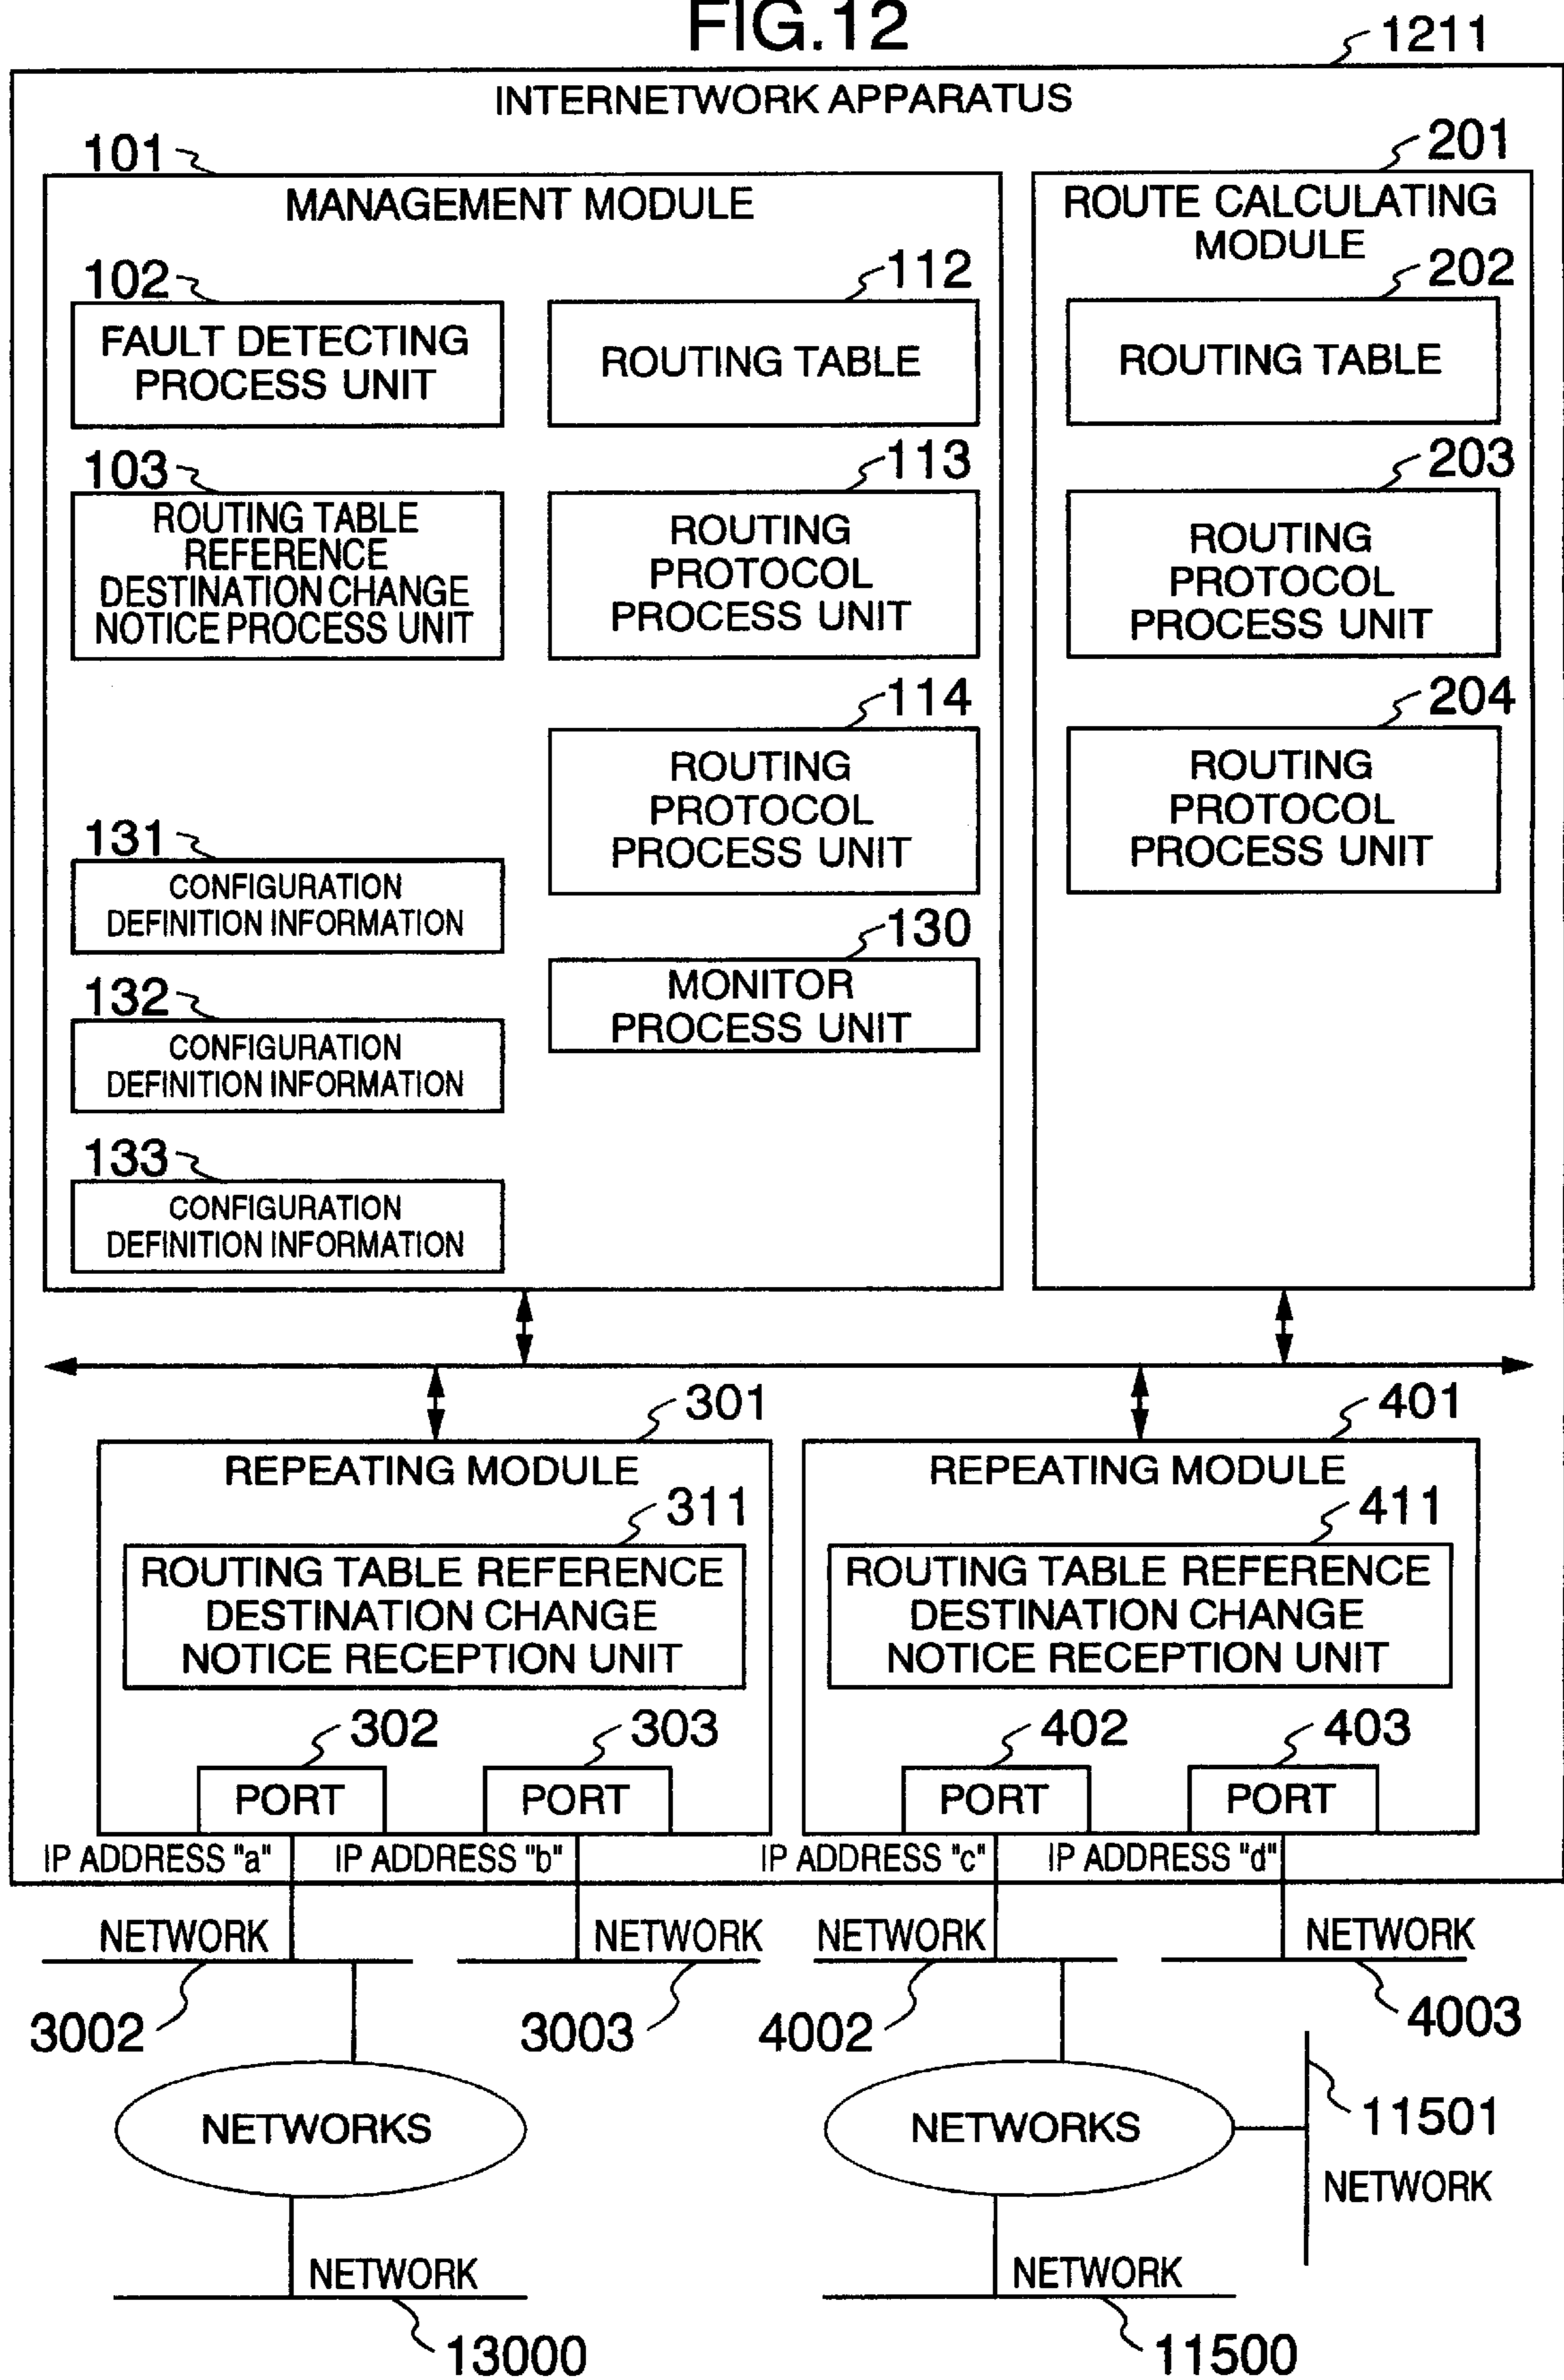 FIG.12
1211
INTERNETWORK APPARATUS
101
MANAGEMENT MODULE
102
FAULT DETECTING
PROCESS UNIT
112
ROUTING TABLE
103
ROUTING TABLE
REFERENCE
DESTINATION CHANGE
NOTICE PROCESS UNIT
113
ROUTING
PROTOCOL
PROCESS UNIT
114
ROUTING
PROTOCOL
PROCESS UNIT
131
CONFIGURATION
DEFINITION INFORMATION
130
MONITOR
PROCESS UNIT
132
CONFIGURATION
DEFINITION INFORMATION
133
CONFIGURATION
DEFINITION INFORMATION
201
ROUTE CALCULATING
MODULE
202
ROUTING TABLE
203
ROUTING
PROTOCOL
PROCESS UNIT
204
ROUTING
PROTOCOL
PROCESS UNIT
301
REPEATING MODULE
311
ROUTING TABLE REFERENCE
DESTINATION CHANGE
NOTICE RECEPTION UNIT
302
PORT
303
PORT
401
REPEATING MODULE
411
ROUTING TABLE REFERENCE
DESTINATION CHANGE
NOTICE RECEPTION UNIT
402
PORT
403
PORT
IP ADDRESS "a"
IP ADDRESS "b"
IP ADDRESS "c"
IP ADDRESS "d"
NETWORK
NETWORK
NETWORK
NETWORK
3002
3003
4002
4003
NETWORKS
NETWORKS
11501
NETWORK
NETWORK
13000
NETWORK
11500